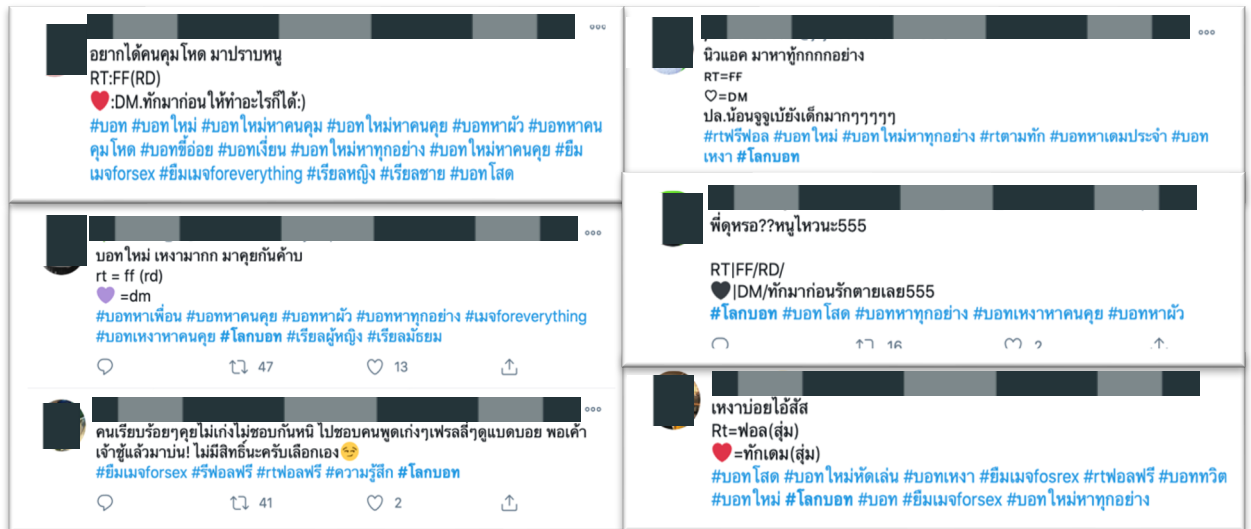 อยากได้คนคุมโหด มาปราบหนู
RT:FF(RD)
❤:DM.ทักมาก่อนให้ทำอะไรก็ได้:)
#บอท #บอทใหม่ #บอทใหม่หาคนคุม #บอทใหม่หาคนคุย #บอทหาผัว #บอทหาคน
คุมโหด #บอทขี้อ่อย #บอทเงี่ยน #บอทใหม่หาทุกอย่าง #บอทใหม่หาคนคุย #ยืม
เมจforsex #ยืมเมจforeverything #เรียลหญิง #เรียลชาย #บอทโสด
บอทใหม่ เหงามากก มาคุยกันค้าบ
rt = ff (rd)
💜 =dm
#บอทหาเพื่อน #บอทหาคนคุย #บอทหาผัว #บอทหาทุกอย่าง #เมจforeverything
#บอทเหงาหาคนคุย #โลกบอท #เรียลผู้หญิง #เรียลมัธยม
47 13
คนเรียบร้อยๆคุยไม่เก่งไม่ชอบกันหนิ ไปชอบคนพูดเก่งๆเฟรลลี่ๆดูแบดบอย พอเค้า
เจ้าชู้แล้วมาบ่น! ไม่มีสิทธิ์นะครับเลือกเอง😏
#ยืมเมจforsex #รีฟอลฟรี #rtฟอลฟรี #ความรู้สึก #โลกบอท
41 2
นิวแอค มาหาทู้กกกกอย่าง
RT=FF
♡=DM
ปล.น้อนจูจูเบ้ยังเด็กมากๆๆๆๆๆ
#rtฟรีฟอล #บอทใหม่ #บอทใหม่หาทุกอย่าง #rtตามทัก #บอทหาเดมประจำ #บอท
เหงา #โลกบอท
พี่ดุหรอ??หนูไหวนะ555
RT|FF/RD/
🖤|DM/ทักมาก่อนรักตายเลย555
#โลกบอท #บอทโสด #บอทหาทุกอย่าง #บอทเหงาหาคนคุย #บอทหาผัว
16 2
เหงาบ่อยไอ้สัส
Rt=ฟอล(สุ่ม)
❤=ทักเดม(สุ่ม)
#บอทโสด #บอทใหม่หัดเล่น #บอทเหงา #ยืมเมจfosrex #rtฟอลฟรี #บอททวิต
#บอทใหม่ #โลกบอท #บอท #ยืมเมจforsex #บอทใหม่หาทุกอย่าง